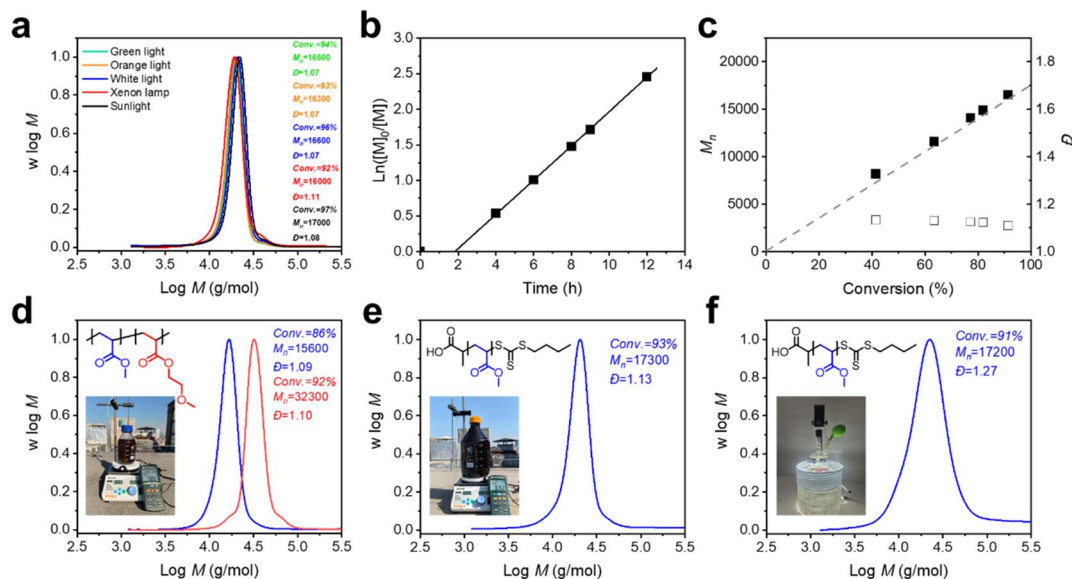 a
w log M
1.0
0.8
0.6
0.4
0.2
0.0
Green light
Orange light
White light
Xenon lamp
Sunlight
Conv.=94%
Mn=16500
Đ=1.07
Conv.=93%
Mn=16300
Đ=1.07
Conv.=96%
Mn=16600
Đ=1.07
Conv.=92%
Mn=16000
Đ=1.11
Conv.=97%
Mn=17000
Đ=1.08
2.5 3.0 3.5 4.0 4.5 5.0 5.5
Log M (g/mol)
b
Ln([M]0/[M])
3.0
2.5
2.0
1.5
1.0
0.5
0.0
0 2 4 6 8 10 12 14
Time (h)
c
Mn
20000
15000
10000
5000
0
1.8
1.6
1.4
1.2
1.0
Đ
0 20 40 60 80 100
Conversion (%)
d
w log M
1.0
0.8
0.6
0.4
0.2
0.0
O O
O O
O
Conv.=86%
Mn=15600
Đ=1.09
Conv.=92%
Mn=32300
Đ=1.10
2.5 3.0 3.5 4.0 4.5 5.0 5.5
Log M (g/mol)
e
w log M
1.0
0.8
0.6
0.4
0.2
0.0
O
HO
S S
S
O O
Conv.=93%
Mn=17300
Đ=1.13
2.5 3.0 3.5 4.0 4.5 5.0 5.5
Log M (g/mol)
f
w log M
1.0
0.8
0.6
0.4
0.2
0.0
O
HO
S S
S
O O
Conv.=91%
Mn=17200
Đ=1.27
2.5 3.0 3.5 4.0 4.5 5.0 5.5
Log M (g/mol)